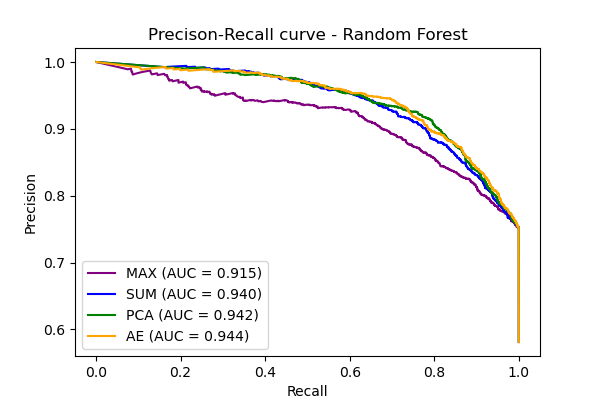 Precison-Recall curve - Random Forest
1.0
0.9
0.8
0.7
0.6
Precision
MAX (AUC = 0.915)
SUM (AUC = 0.940)
PCA (AUC = 0.942)
AE (AUC = 0.944)
0.0 0.2 0.4 0.6 0.8 1.0
Recall